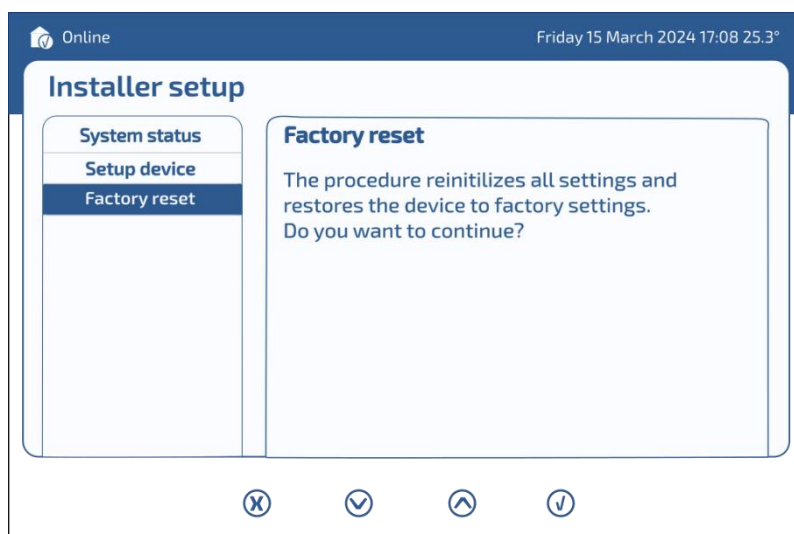 Online
Friday 15 March 2024 17:08 25.3°
Installer setup
System status
Setup device
Factory reset
Factory reset
The procedure reinitilizes all settings and
restores the device to factory settings.
Do you want to continue?